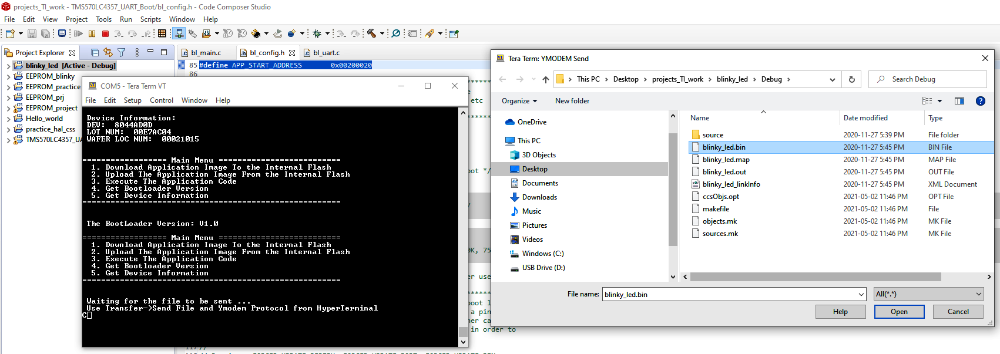 projects_TI_work - TMS570LC4357_UART_Boot/bl_config.h - Code Composer Studio
File Edit View Project Tools Run Scripts Window Help
Project Explorer
blinky_led [Active - Debug]
EEPROM_blinky
EEPROM_practice
EEPROM_prj
EEPROM_project
Hello_world
practice_hal_css
TMS570LC4357_UA
bl_main.c bl_config.h bl_uart.c
85 #define APP_START_ADDRESS 0x00200020
86
etc
oot */
/
0K, 75
er use
boot l
a pin
her ca
in order to
COM5 - Tera Term VT
File Edit Setup Control Window Help
Device Information:
DEV: 8044AD0D
LOT NUM: 00E7AC04
WAFER LOC NUM: 00021015
================== Main Menu ==========================
1. Download Application Image To the Internal Flash
2. Upload The Application Image From the Internal Flash
3. Execute The Application Code
4. Get Bootloader Version
5. Get Device Information
=======================================================
The BootLoader Version: V1.0
================== Main Menu ==========================
1. Download Application Image To the Internal Flash
2. Upload The Application Image From the Internal Flash
3. Execute The Application Code
4. Get Bootloader Version
5. Get Device Information
=======================================================
Waiting for the file to be sent ...
Use Transfer->Send File and Ymodem Protocol from HyperTerminal
C
Tera Term: YMODEM Send
This PC > Desktop > projects_TI_work > blinky_led > Debug >
Search Debug
Organize New folder
OneDrive
This PC
3D Objects
Desktop
Documents
Downloads
Music
Pictures
Videos
Windows (C:)
USB Drive (D:)
Name Date modified Type
source 2020-11-27 5:39 PM File folder
blinky_led.bin 2020-11-27 5:45 PM BIN File
blinky_led.map 2020-11-27 5:45 PM MAP File
blinky_led.out 2020-11-27 5:45 PM OUT File
blinky_led_linkInfo 2020-11-27 5:45 PM XML Document
ccsObjs.opt 2021-05-02 11:46 PM OPT File
makefile 2021-05-02 11:46 PM File
objects.mk 2021-05-02 11:46 PM MK File
sources.mk 2021-05-02 11:46 PM MK File
File name: blinky_led.bin All(*.*)
Help Open Cancel